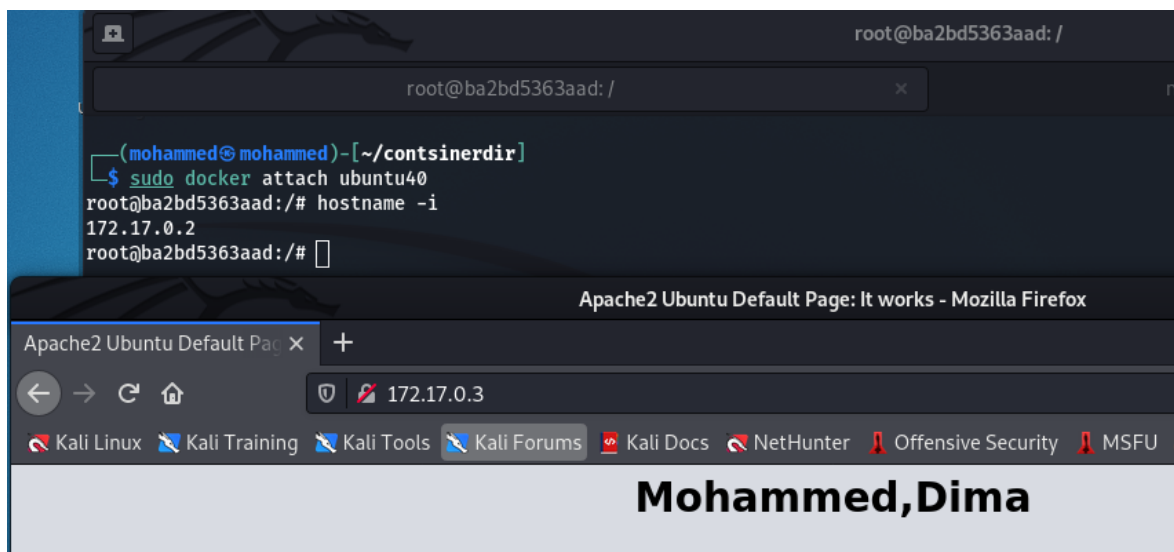 root@ba2bd5363aad: /
root@ba2bd5363aad: /
(mohammed㉿mohammed)-[~/contsinerdir]
$ sudo docker attach ubuntu40
root@ba2bd5363aad:/# hostname -i
172.17.0.2
root@ba2bd5363aad:/#
Apache2 Ubuntu Default Page: It works - Mozilla Firefox
Apache2 Ubuntu Default Pag
172.17.0.3
Kali Linux Kali Training Kali Tools Kali Forums Kali Docs NetHunter Offensive Security MSFU
Mohammed,Dima